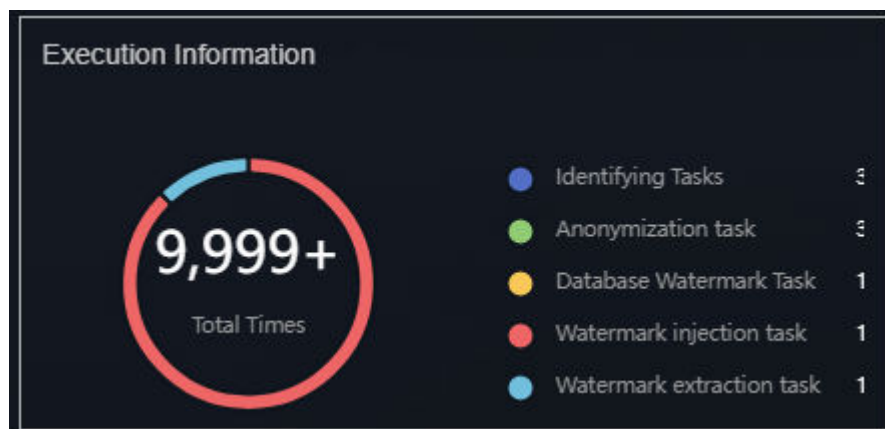 Execution Information
9,999+
Total Times
Identifying Tasks
Anonymization task
Database Watermark Task 1
Watermark injection task 1
Watermark extraction task 1